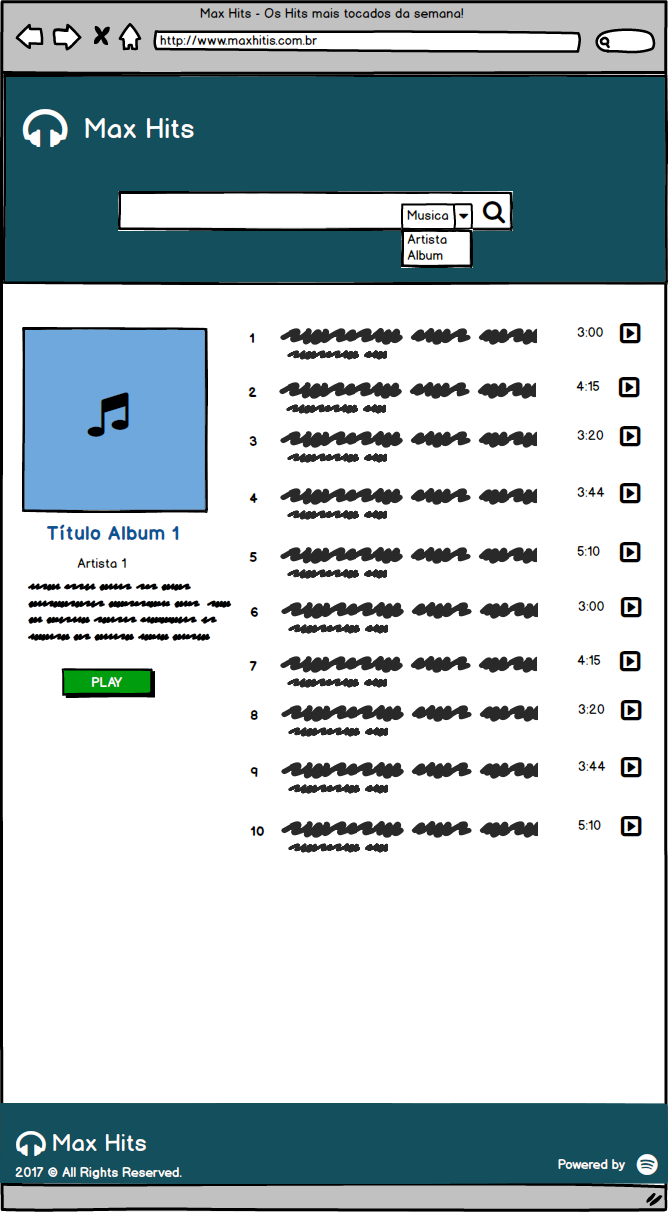 Max Hits - Os Hits mais tocados da semana!
http://www.maxhitis.com.br
Max Hits
Musica
Artista
Album
1 3:00
2 4:15
3 3:20
4 3:44
5 5:10
6 3:00
7 4:15
8 3:20
9 3:44
10 5:10
Título Album 1
Artista 1
PLAY
Max Hits
2017 © All Rights Reserved.
Powered by